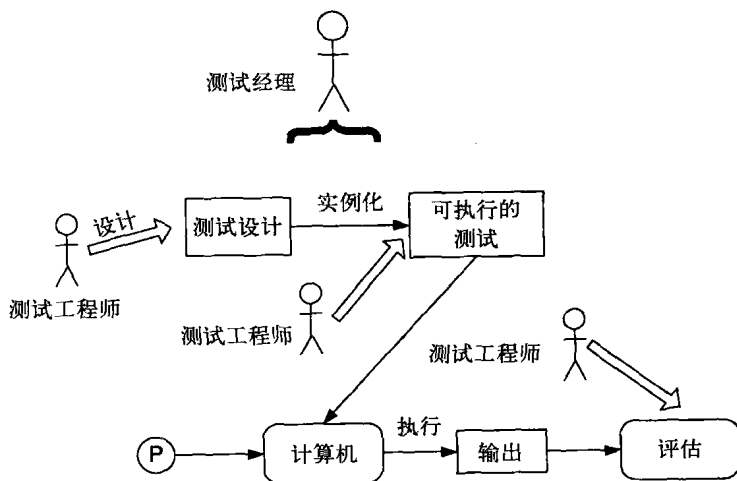 测试经理
设计
测试设计
实例化
可执行的
测试
测试工程师
测试工程师
测试工程师
P
计算机
执行
输出
评估